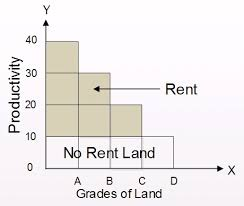 Y
40
30
20
10
0
Productivity
Rent
No Rent Land
X
A B C D
Grades of Land